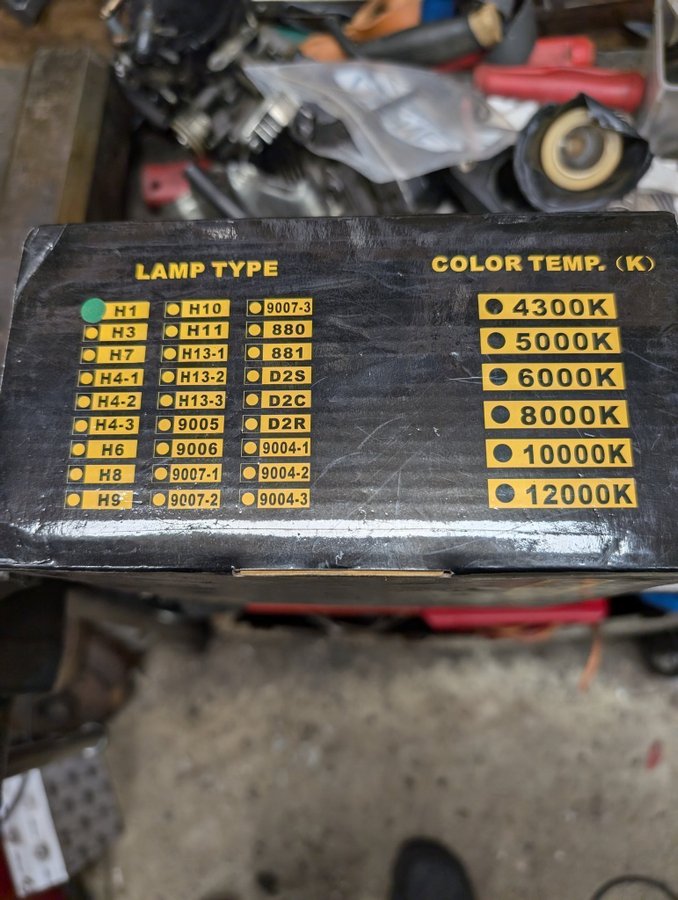 LAMP TYPE
COLOR TEMP. (K)
H1 H10 9007-3
H3 H11 880
H7 H13-1 881
H4-1 H13-2 D2S
H4-2 H13-3 D2C
H4-3 9005 D2R
H6 9006 9004-1
H8 9007-1 9004-2
H9 9007-2 9004-3
4300K
5000K
6000K
8000K
10000K
12000K